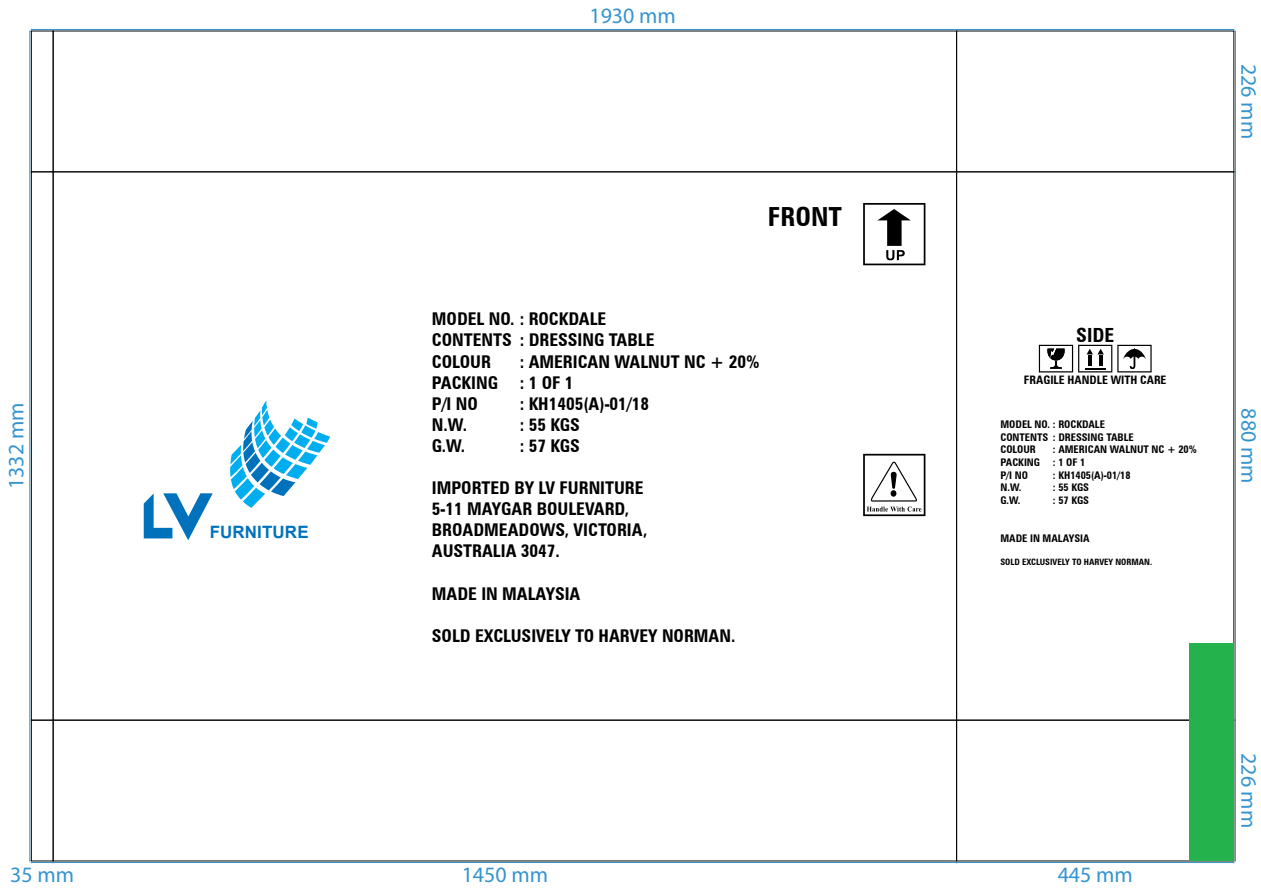 1930 mm
226 mm
FRONT
UP
MODEL NO. : ROCKDALE
CONTENTS : DRESSING TABLE
COLOUR : AMERICAN WALNUT NC + 20%
PACKING : 1 OF 1
P/I NO : KH1405(A)-01/18
N.W. : 55 KGS
G.W. : 57 KGS
IMPORTED BY LV FURNITURE
5-11 MAYGAR BOULEVARD,
BROADMEADOWS, VICTORIA,
AUSTRALIA 3047.
MADE IN MALAYSIA
SOLD EXCLUSIVELY TO HARVEY NORMAN.
LV FURNITURE
Handle With Care
1332 mm
SIDE
FRAGILE HANDLE WITH CARE
MODEL NO. : ROCKDALE
CONTENTS : DRESSING TABLE
COLOUR : AMERICAN WALNUT NC + 20%
PACKING : 1 OF 1
P/I NO : KH1405(A)-01/18
N.W. : 55 KGS
G.W. : 57 KGS
MADE IN MALAYSIA
SOLD EXCLUSIVELY TO HARVEY NORMAN.
880 mm
226 mm
35 mm
1450 mm
445 mm